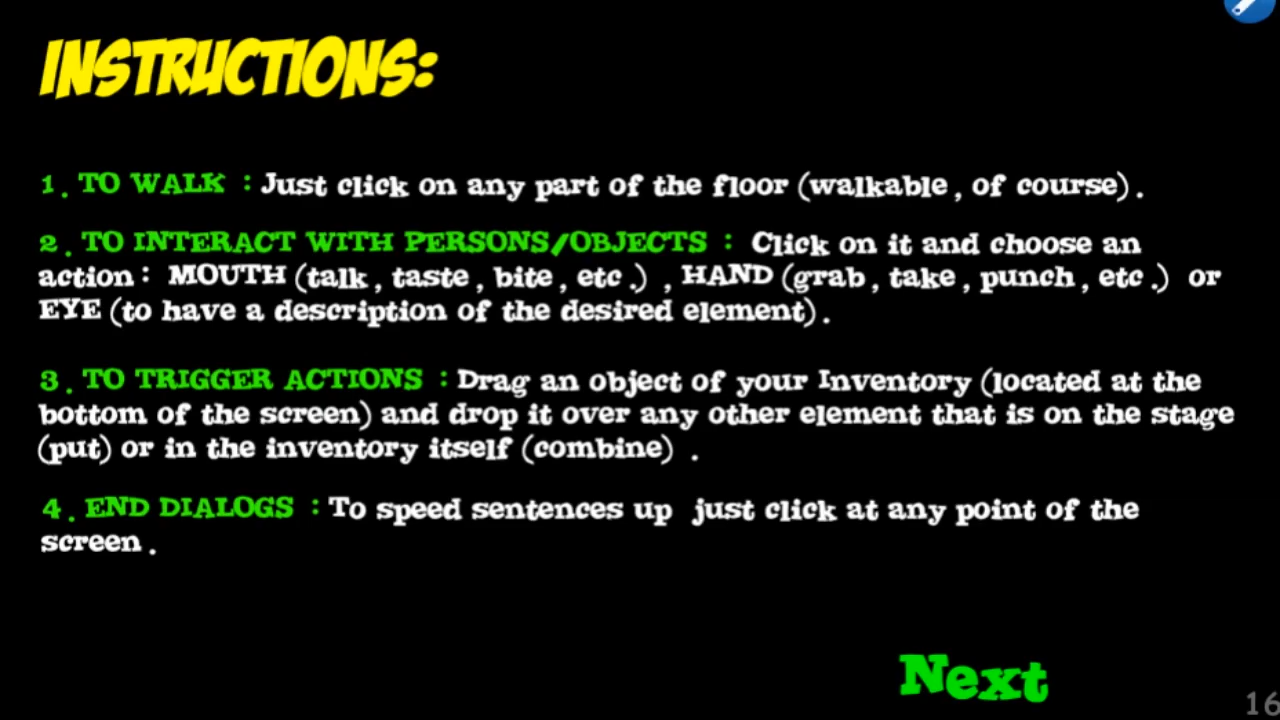 INSTRUCTIONS:
1. TO WALK : Just click on any part of the floor (walkable, of course).
2. TO INTERACT WITH PERSONS/OBJECTS : Click on it and choose an
action: MOUTH (talk, taste, bite, etc.) , HAND (grab, take, punch, etc.) or
EYE (to have a description of the desired element).
3. TO TRIGGER ACTIONS : Drag an object of your Inventory (located at the
bottom of the screen) and drop it over any other element that is on the stage
(put) or in the inventory itself (combine) .
4. END DIALOGS : To speed sentences up just click at any point of the
screen.
Next
16